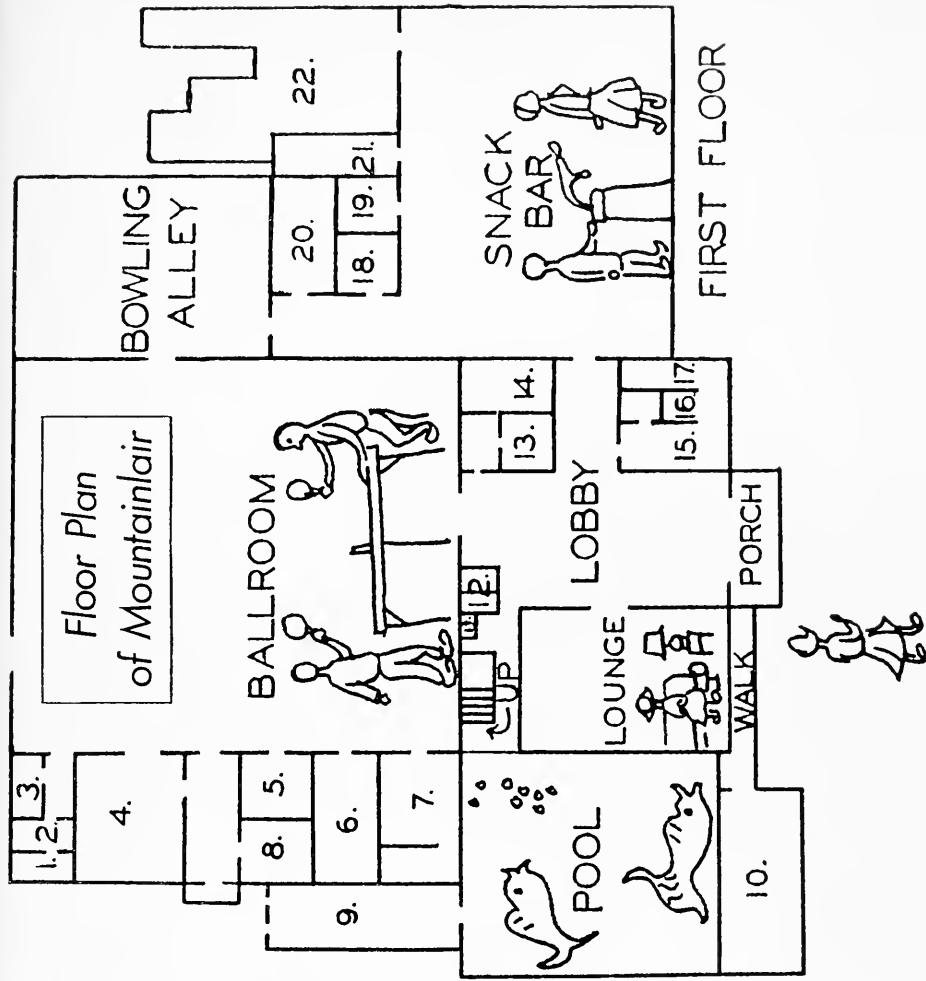 1.
2.
3.
4.
Floor Plan
of Mountainlair
BOWLING
ALLEY
22.
5.
8.
6.
7.
9.
BALLROOM
20.
18.
19.
21.
SNACK
BAR
UP
12.
13.
14.
LOBBY
15.
16.
17.
LOUNGE
POOL
10.
WALK
PORCH
FIRST FLOOR